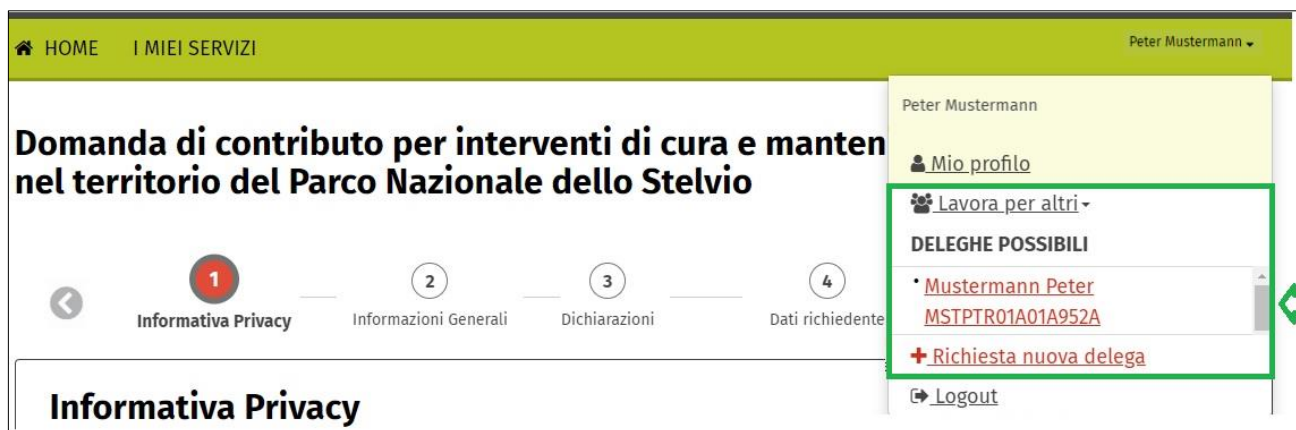 HOME I MIEI SERVIZI Peter Mustermann
Peter Mustermann
Mio profilo
Lavora per altri
DELEGHE POSSIBILI
Mustermann Peter
MSTPTR01A01A952A
Richiesta nuova delega
Logout
Domanda di contributo per interventi di cura e manten
nel territorio del Parco Nazionale dello Stelvio
1 2 3 4
Informativa Privacy Informazioni Generali Dichiarazioni Dati richiedente
Informativa Privacy